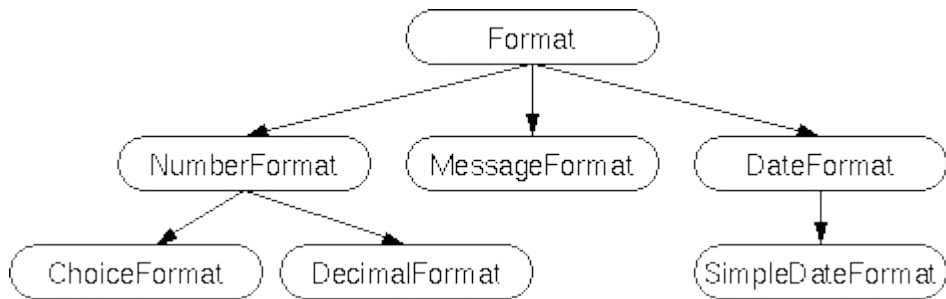 Format
NumberFormat
MessageFormat
DateFormat
ChoiceFormat
DecimalFormat
SimpleDateFormat